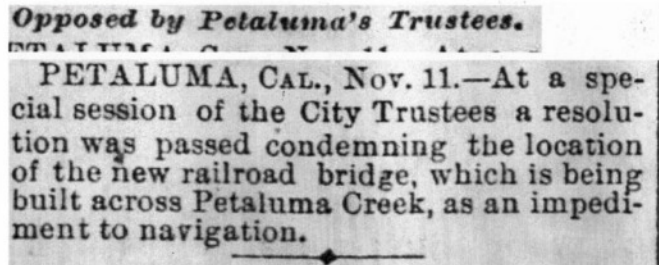 Opposed by Petaluma's Trustees.
PETALUMA, CAL., Nov. 11.—At a spe-
cial session of the City Trustees a resolu-
tion was passed condemning the location
of the new railroad bridge, which is being
built across Petaluma Creek, as an impedi-
ment to navigation.